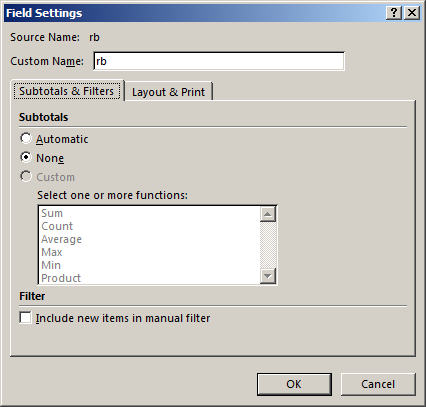 Field Settings
Source Name: rb
Custom Name: rb
Subtotals & Filters Layout & Print
Subtotals
Automatic
None
Custom
Select one or more functions:
Sum
Count
Average
Max
Min
Product
Filter
Include new items in manual filter
OK Cancel